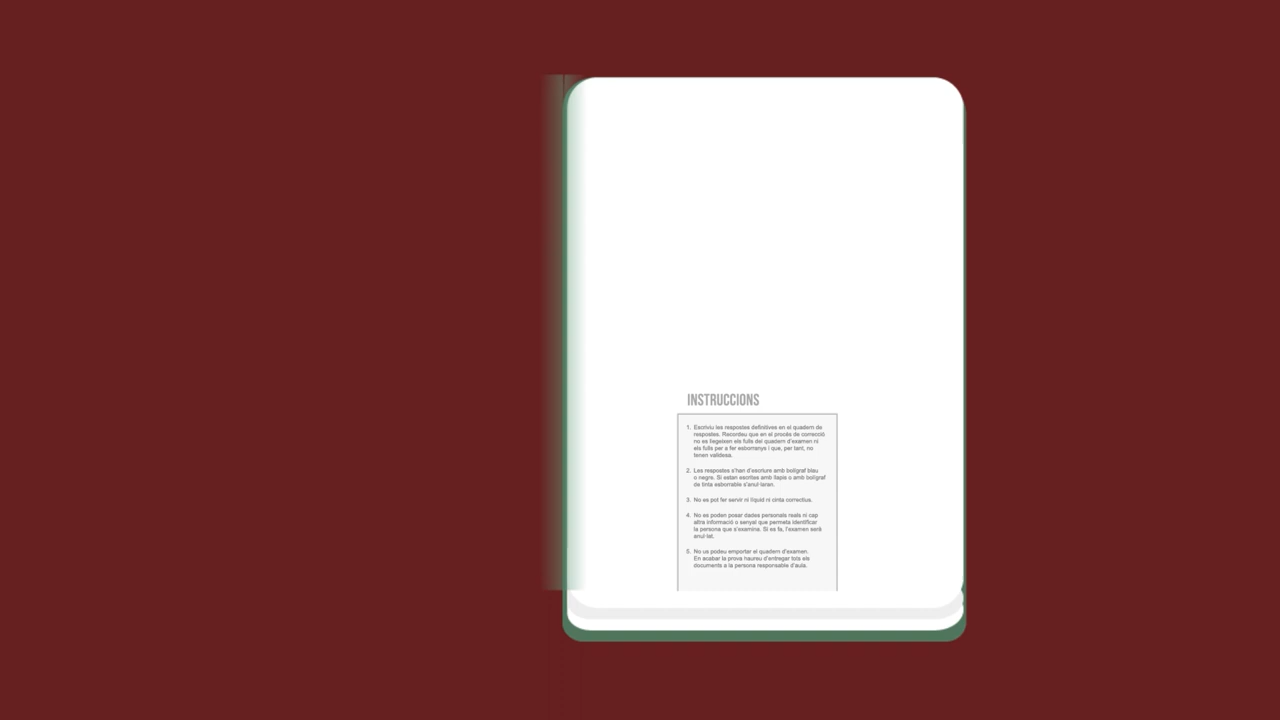 INSTRUCCIONS
1. Escriviu les respostes definitives en el quadern de
respostes. Recordeu que en el procés de correcció
no es llegeixen els fulls del quadern d'examen ni
els fulls per a fer esborranys i que, per tant, no
tenen validesa.
2. Les respostes s'han d'escriure amb bolígraf blau
o negre. Si estan escrites amb llapis o amb bolígraf
de tinta esborrable s'anul·laran.
3. No es pot fer servir ni líquid ni cinta correctius.
4. No es poden posar dades personals reals ni cap
altra informació o senyal que permeta identificar
la persona que s'examina. Si es fa, l'examen serà
anul·lat.
5. No us podeu emportar el quadern d'examen.
En acabar la prova haureu d'entregar tots els
documents a la persona responsable d'aula.